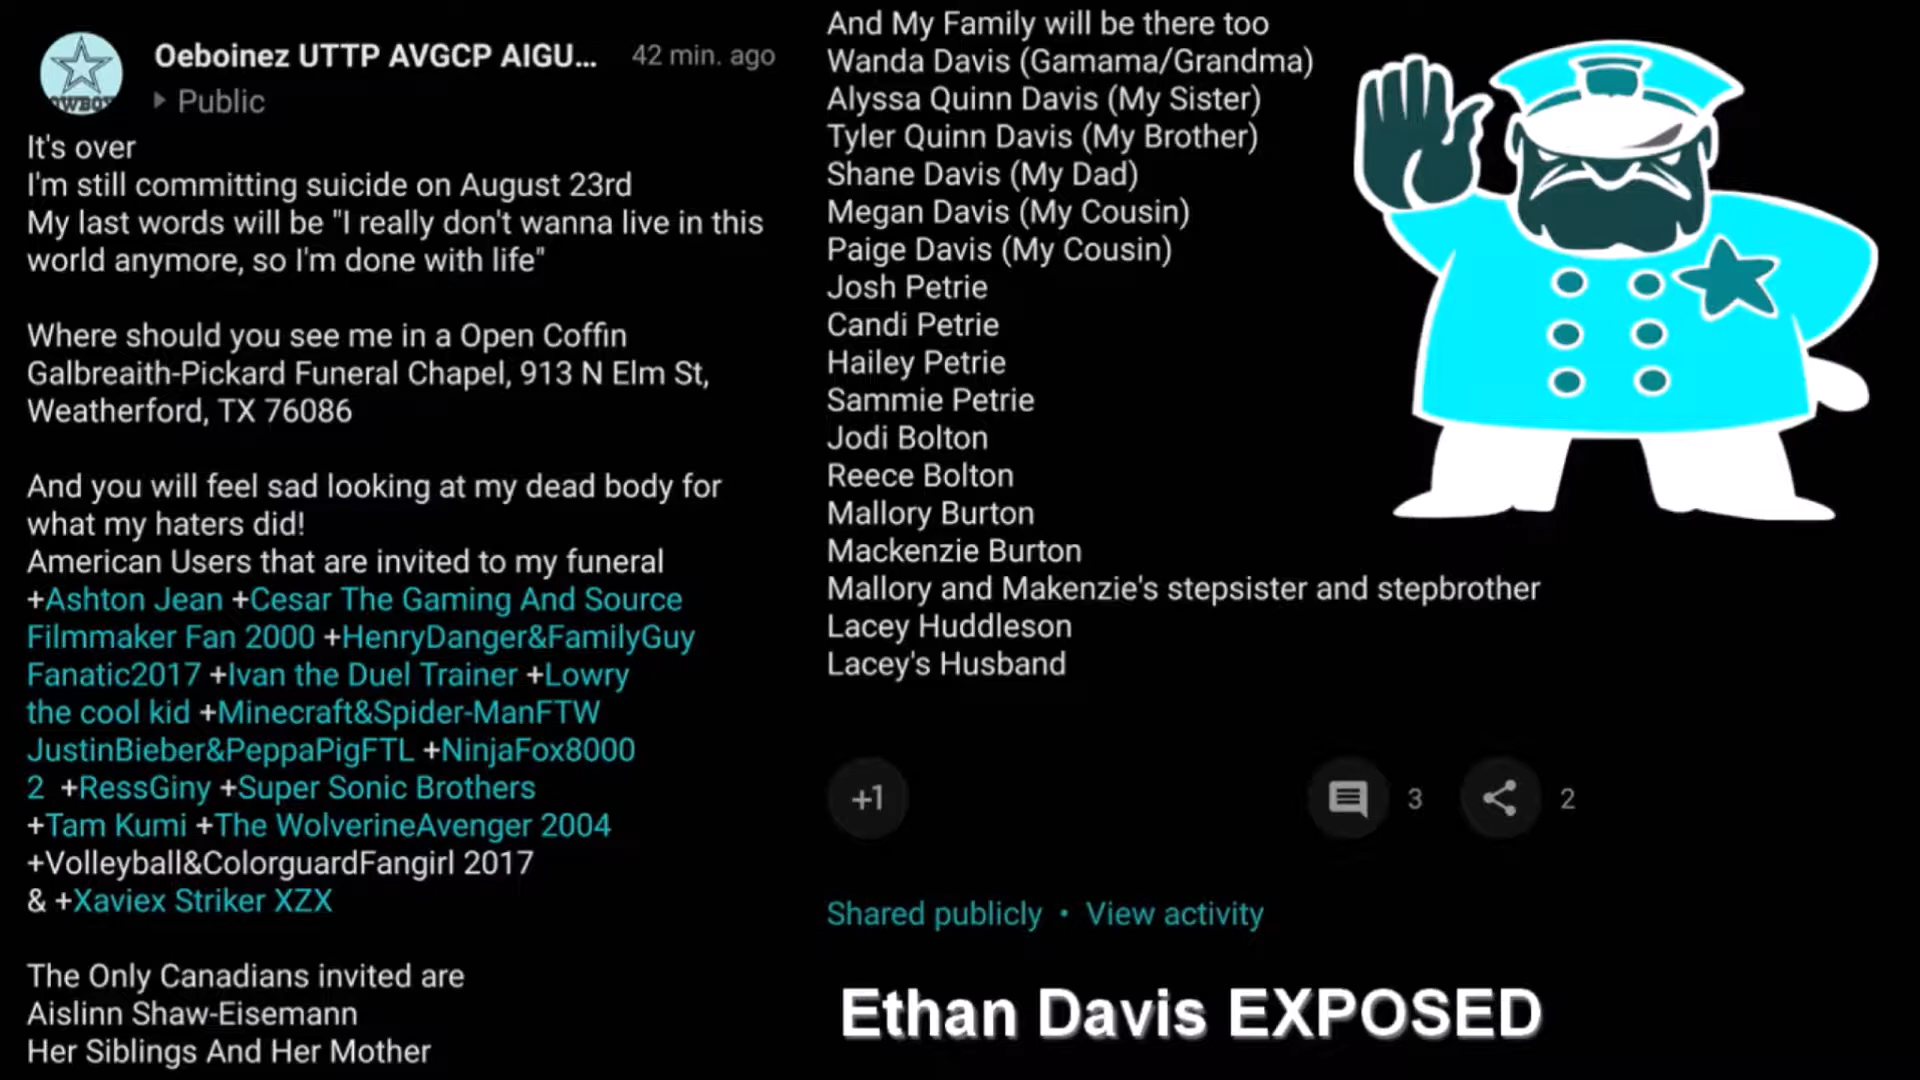 Oeboinez UTTP AVGCP AIGU... 42 min. ago
Public
It's over
I'm still committing suicide on August 23rd
My last words will be "I really don't wanna live in this
world anymore, so I'm done with life"
Where should you see me in a Open Coffin
Galbreaith-Pickard Funeral Chapel, 913 N Elm St,
Weatherford, TX 76086
And you will feel sad looking at my dead body for
what my haters did!
American Users that are invited to my funeral
+Ashton Jean +Cesar The Gaming And Source
Filmmaker Fan 2000 +HenryDanger&FamilyGuy
Fanatic2017 +Ivan the Duel Trainer +Lowry
the cool kid +Minecraft&Spider-ManFTW
JustinBieber&PeppaPigFTL +NinjaFox8000
2 +RessGiny +Super Sonic Brothers
+Tam Kumi +The WolverineAvenger 2004
+Volleyball&ColorguardFangirl 2017
& +Xaviex Striker XZX
The Only Canadians invited are
Aislinn Shaw-Eisemann
Her Siblings And Her Mother
And My Family will be there too
Wanda Davis (Gamama/Grandma)
Alyssa Quinn Davis (My Sister)
Tyler Quinn Davis (My Brother)
Shane Davis (My Dad)
Megan Davis (My Cousin)
Paige Davis (My Cousin)
Josh Petrie
Candi Petrie
Hailey Petrie
Sammie Petrie
Jodi Bolton
Reece Bolton
Mallory Burton
Mackenzie Burton
Mallory and Makenzie's stepsister and stepbrother
Lacey Huddleson
Lacey's Husband
+1 3 2
Shared publicly • View activity
Ethan Davis EXPOSED